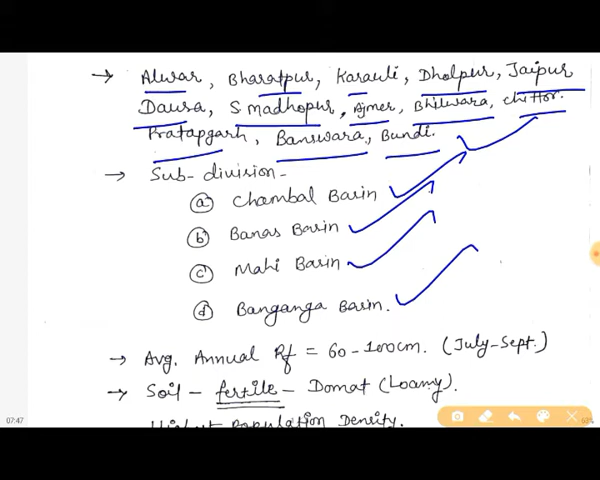 → Alwar, Bharatpur, Karauli, Dholpur, Jaipur
Dausa, S. Madhopur, Ajmer, Bhilwara, Chittor.
Pratapgarh, Banswara, Bundi.
→ Sub-division-
(a) Chambal Basin
(b) Banas Basin
(c) Mahi Basin
(d) Banganga Basin.
→ Avg. Annual Rf = 60-100cm. (July-Sept.)
→ Soil - fertile - Domat (Loamy).
Highest Population Density.
07:47